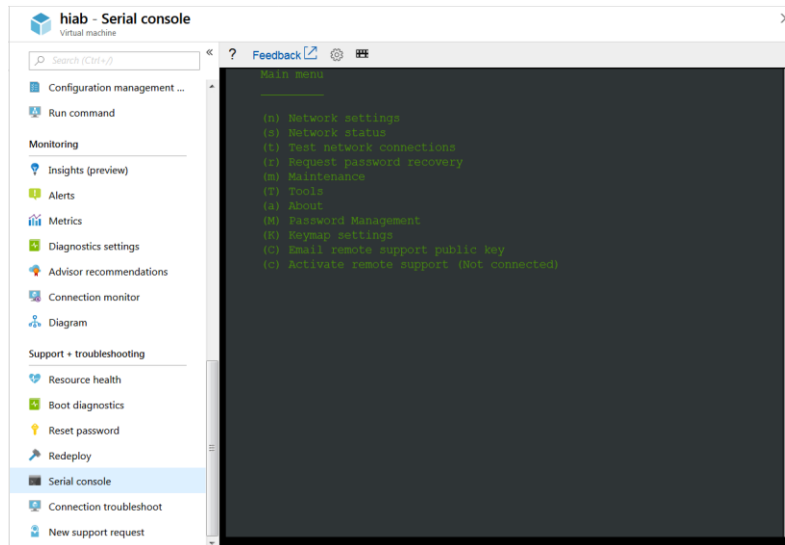 hiab - Serial console
Virtual machine
Search (Ctrl+/)
«
? Feedback
Configuration management ...
Run command
Monitoring
Insights (preview)
Alerts
Metrics
Diagnostics settings
Advisor recommendations
Connection monitor
Diagram
Support + troubleshooting
Resource health
Boot diagnostics
Reset password
Redeploy
Serial console
Connection troubleshoot
New support request
Main menu
(n) Network settings
(s) Network status
(t) Test network connections
(r) Request password recovery
(m) Maintenance
(T) Tools
(a) About
(M) Password Management
(K) Keymap settings
(C) Email remote support public key
(c) Activate remote support (Not connected)